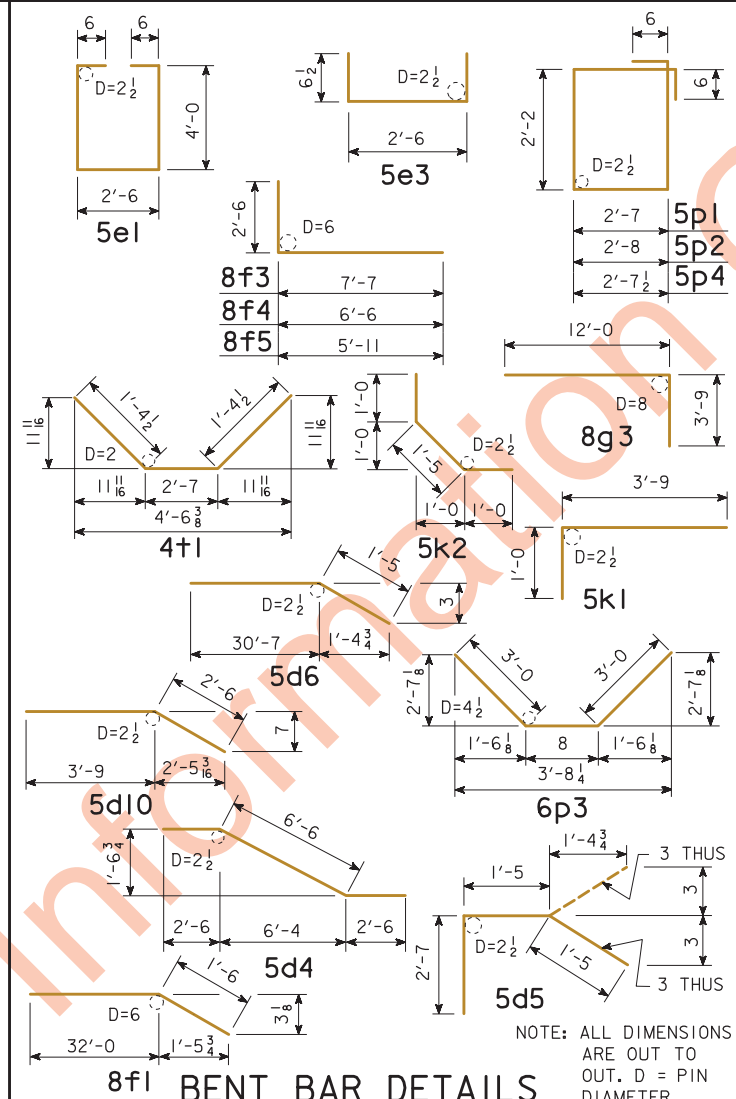 6 6
D=2 1/2
4'-0
2'-6
5e1
6 1/2
D=2 1/2
2'-6
5e3
6
6
2'-2
D=2 1/2
2'-7 5p1
2'-8 5p2
2'-7 1/2 5p4
2'-6
D=6
8f3 7'-7
8f4 6'-6
8f5 5'-11
12'-0
D=8
3'-9
8g3
1'-4 1/2 1'-4 1/2
11 11/16
D=2
11 11/16
11 11/16 2'-7 11 11/16
4'-6 3/8
4t1
1'-0
1'-0
1'-5
D=2 1/2
1'-0 1'-0
5k2
3'-9
1'-0
D=2 1/2
5k1
1'-5
D=2 1/2
3
30'-7 1'-4 3/4
5d6
2'-6
D=2 1/2
7
3'-9 2'-5 3/16
5d10
3'-0 3'-0
2'-7 1/8
D=4 1/2
2'-7 1/8
1'-6 1/8 8 1'-6 1/8
3'-8 1/4
6p3
6'-6
1'-6 3/4
D=2 1/2
2'-6 6'-4 2'-6
5d4
1'-4 3/4
3 THUS
1'-5
3
3
2'-7
D=2 1/2
1'-5
3 THUS
5d5
1'-6
D=6
3 1/8
32'-0 1'-5 3/4
8f1
BENT BAR DETAILS
NOTE: ALL DIMENSIONS
ARE OUT TO
OUT. D = PIN
DIAMETER
Information